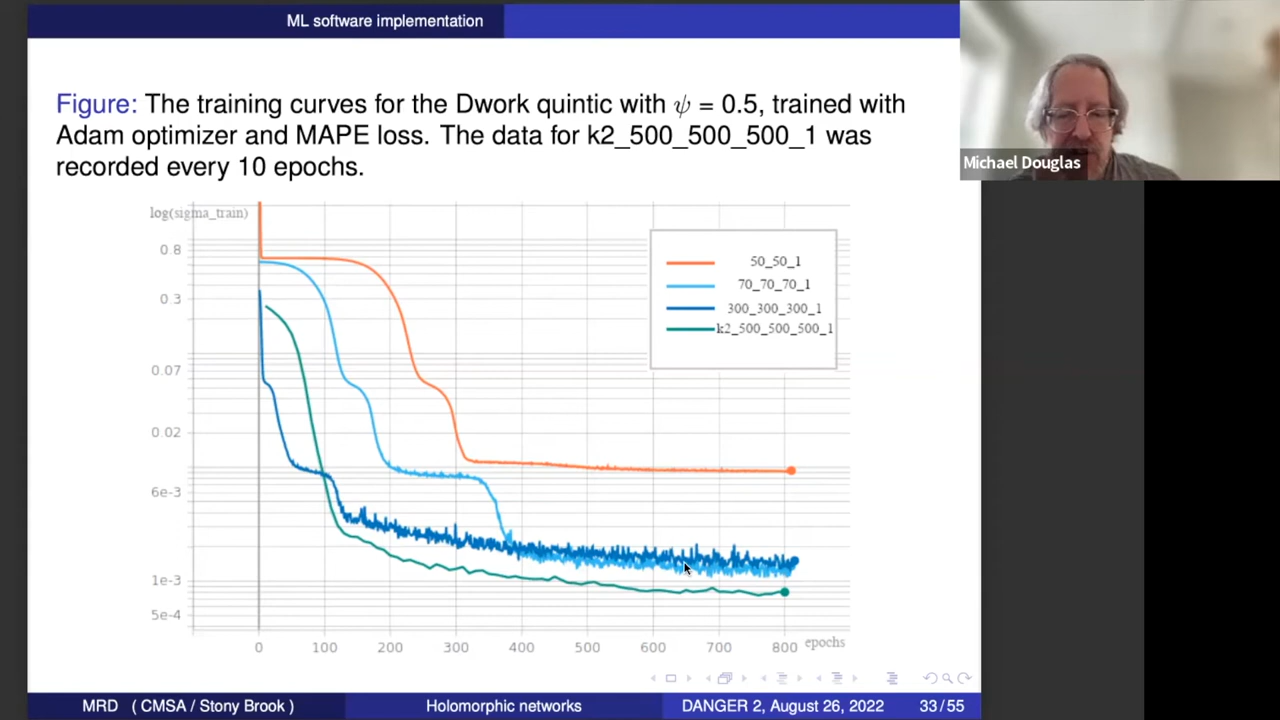 ML software implementation
Figure: The training curves for the Dwork quintic with ψ = 0.5, trained with
Adam optimizer and MAPE loss. The data for k2_500_500_500_1 was
recorded every 10 epochs.
Michael Douglas
log(sigma_train)
0.8
0.3
0.07
0.02
6e-3
1e-3
5e-4
50_50_1
70_70_70_1
300_300_300_1
k2_500_500_500_1
0 100 200 300 400 500 600 700 800 epochs
MRD ( CMSA / Stony Brook ) Holomorphic networks DANGER 2, August 26, 2022 33 / 55